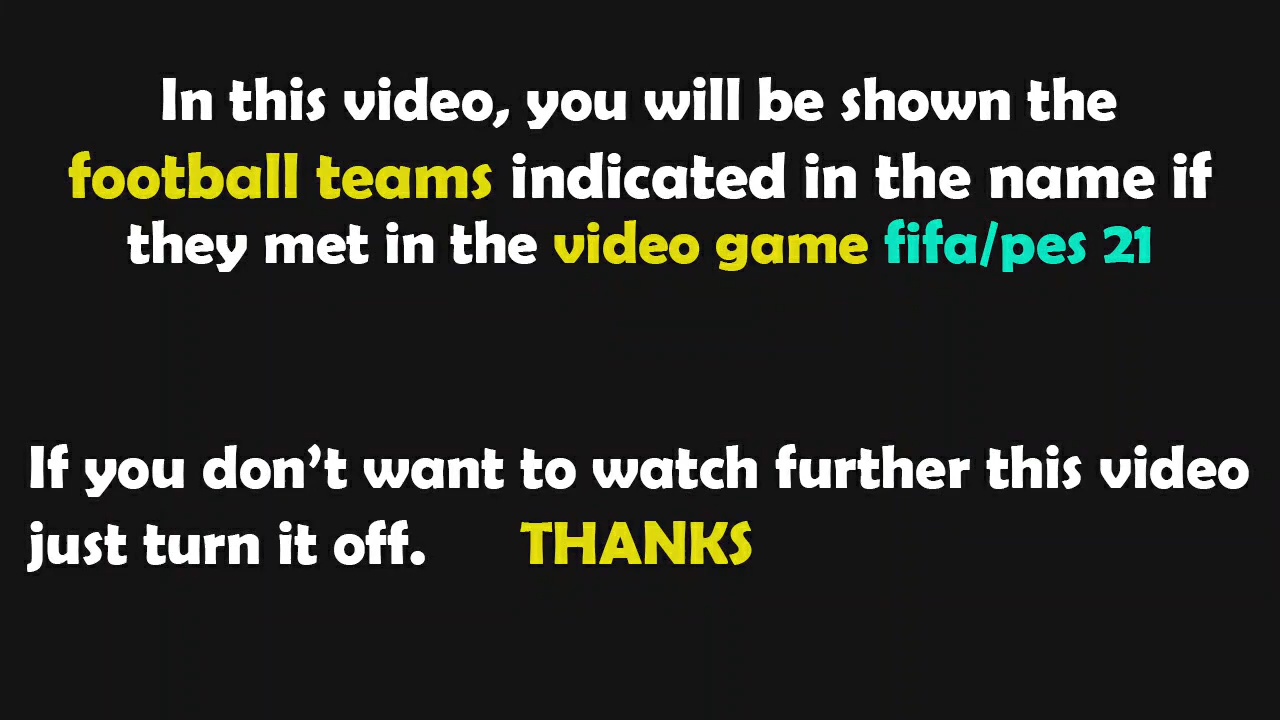 In this video, you will be shown the
football teams indicated in the name if
they met in the video game fifa/pes 21
If you don't want to watch further this video
just turn it off. THANKS